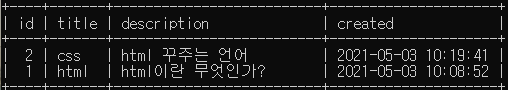 | id | title | description | created |
| 2 | css | html 꾸주는 언어 | 2021-05-03 10:19:41 |
| 1 | html | html이란 무엇인가? | 2021-05-03 10:08:52 |